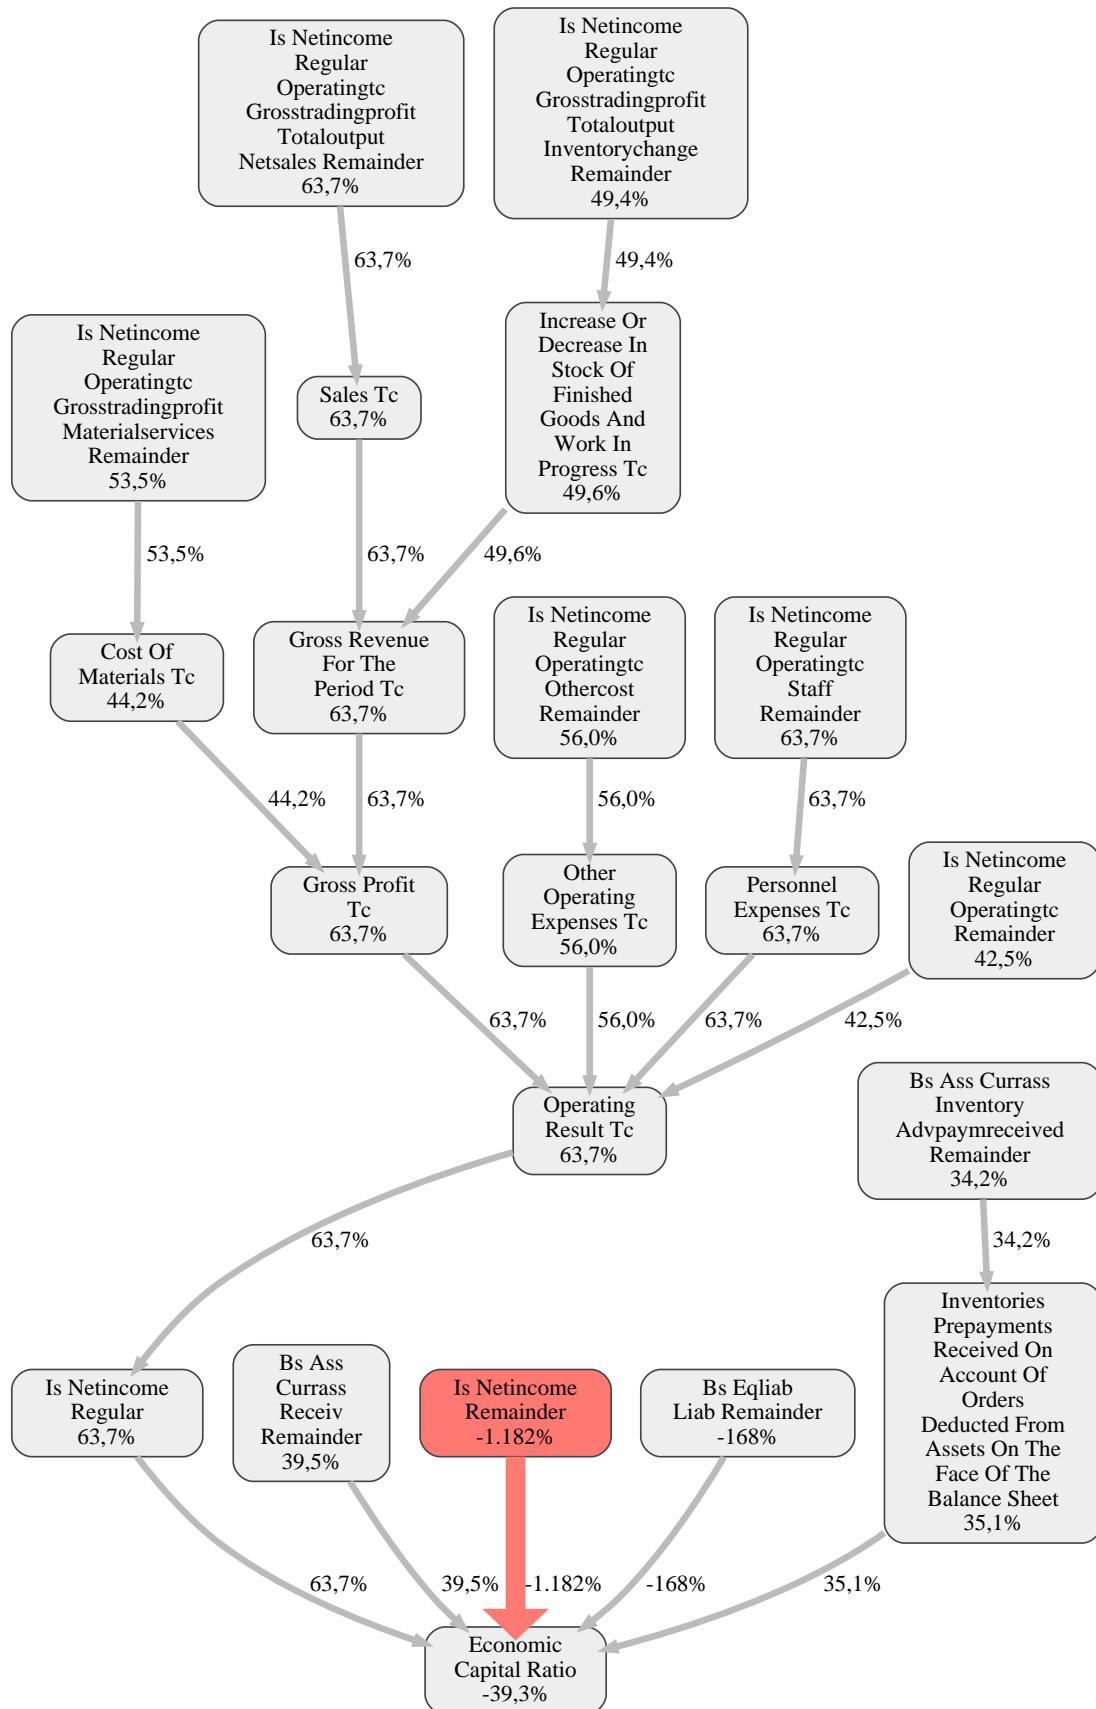 Is Netincome
Regular
Operatingtc
Grosstradingprofit
Totaloutput
Netsales Remainder
63,7%
Is Netincome
Regular
Operatingtc
Grosstradingprofit
Totaloutput
Inventorychange
Remainder
49,4%
63,7%
49,4%
Is Netincome
Regular
Operatingtc
Grosstradingprofit
Materialservices
Remainder
53,5%
Sales Tc
63,7%
Increase Or
Decrease In
Stock Of
Finished
Goods And
Work In
Progress Tc
49,6%
53,5%
63,7%
49,6%
Cost Of
Materials Tc
44,2%
Gross Revenue
For The
Period Tc
63,7%
Is Netincome
Regular
Operatingtc
Othercost
Remainder
56,0%
Is Netincome
Regular
Operatingtc
Staff
Remainder
63,7%
44,2%
63,7%
56,0%
63,7%
Gross Profit
Tc
63,7%
Other
Operating
Expenses Tc
56,0%
Personnel
Expenses Tc
63,7%
Is Netincome
Regular
Operatingtc
Remainder
42,5%
63,7%
56,0%
63,7%
42,5%
Operating
Result Tc
63,7%
Bs Ass Currass
Inventory
Advpaymreceived
Remainder
34,2%
63,7%
34,2%
Is Netincome
Regular
63,7%
Bs Ass
Currass
Receiv
Remainder
39,5%
Is Netincome
Remainder
-1.182%
Bs Eqliab
Liab Remainder
-168%
Inventories
Prepayments
Received On
Account Of
Orders
Deducted From
Assets On The
Face Of The
Balance Sheet
35,1%
63,7%
39,5%
-1.182%
-168%
35,1%
Economic
Capital Ratio
-39,3%